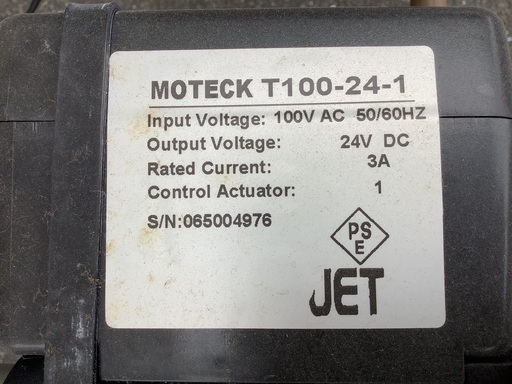 MOTECK T100-24-1
Input Voltage: 100V AC 50/60HZ
Output Voltage: 24V DC
Rated Current: 3A
Control Actuator: 1
S/N:065004976
PS
E
JET